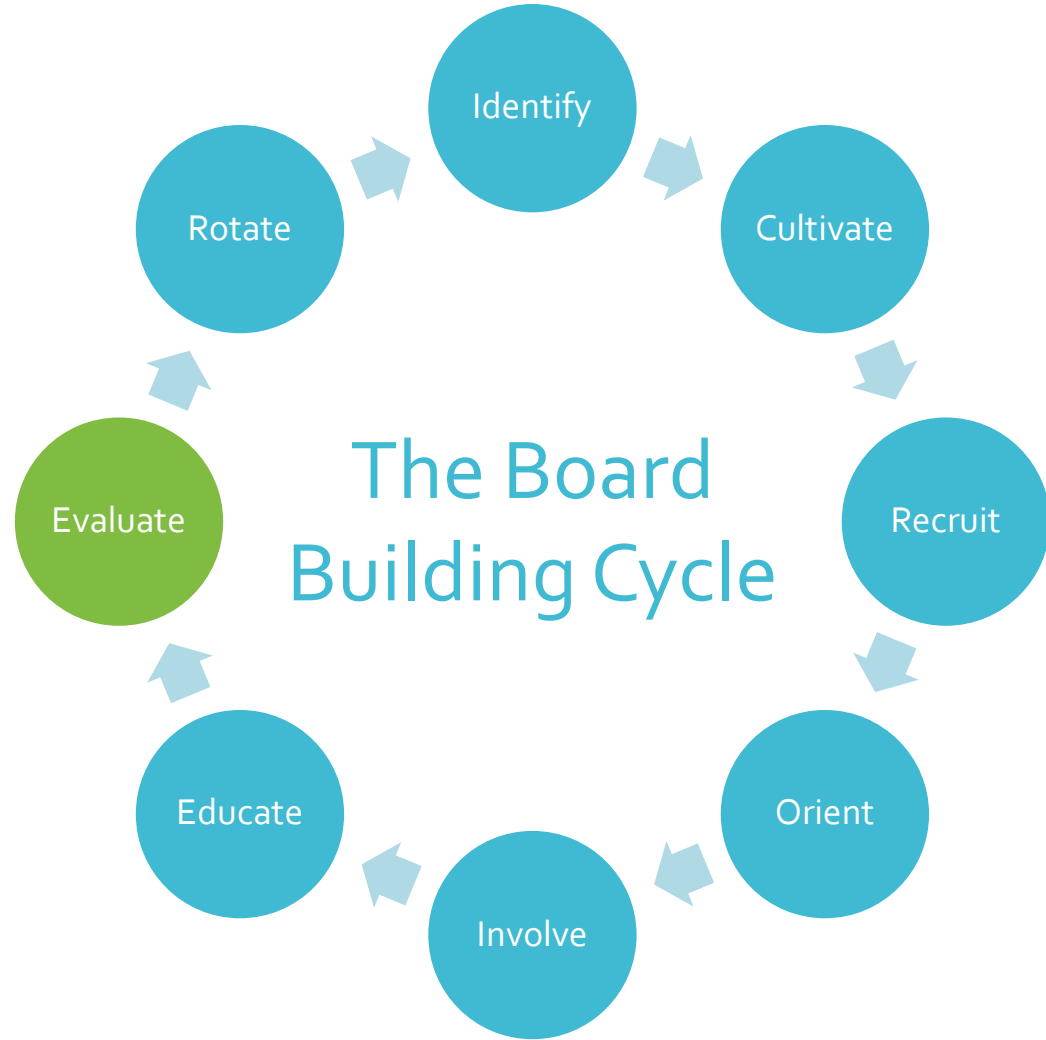 Identify
Cultivate
Recruit
Orient
Involve
Educate
Evaluate
Rotate
The Board
Building Cycle